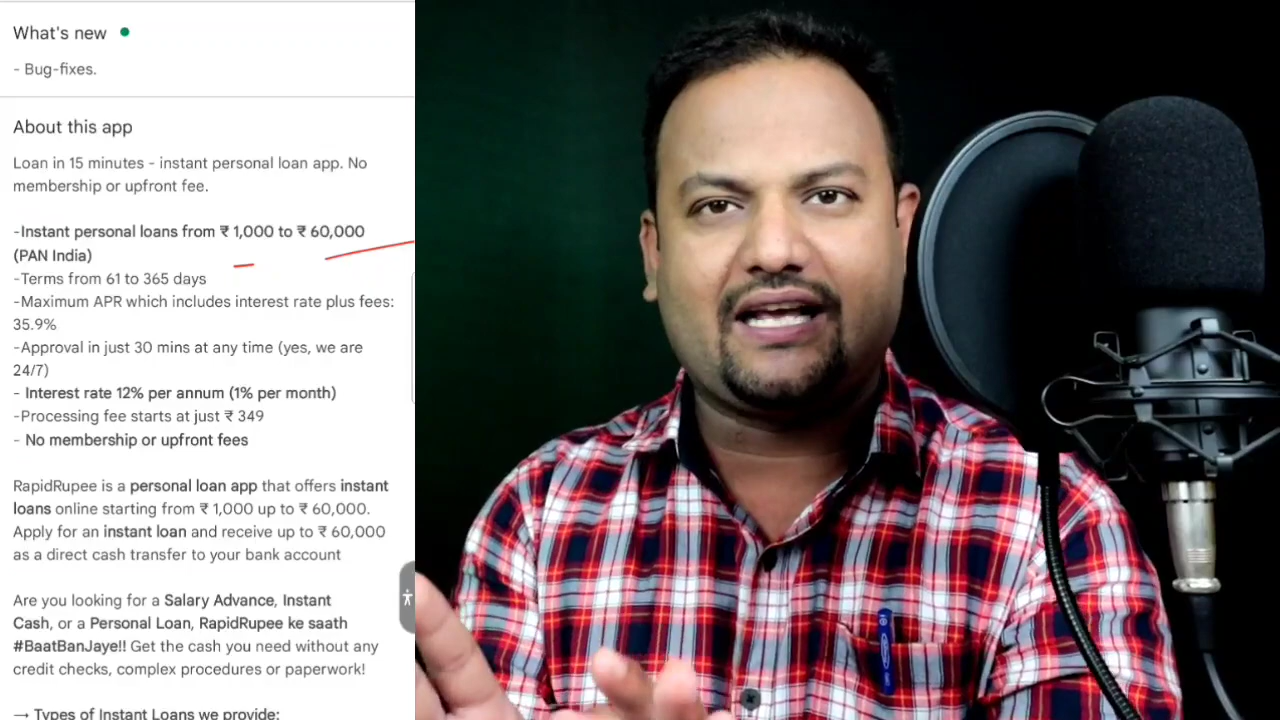 What's new
- Bug-fixes.
About this app
Loan in 15 minutes - instant personal loan app. No
membership or upfront fee.
-Instant personal loans from ₹ 1,000 to ₹ 60,000
(PAN India)
-Terms from 61 to 365 days
-Maximum APR which includes interest rate plus fees:
35.9%
-Approval in just 30 mins at any time (yes, we are
24/7)
- Interest rate 12% per annum (1% per month)
-Processing fee starts at just ₹ 349
- No membership or upfront fees
RapidRupee is a personal loan app that offers instant
loans online starting from ₹ 1,000 up to ₹ 60,000.
Apply for an instant loan and receive up to ₹ 60,000
as a direct cash transfer to your bank account
Are you looking for a Salary Advance, Instant
Cash, or a Personal Loan, RapidRupee ke saath
#BaatBanJaye!! Get the cash you need without any
credit checks, complex procedures or paperwork!
→ Types of Instant Loans we provide: